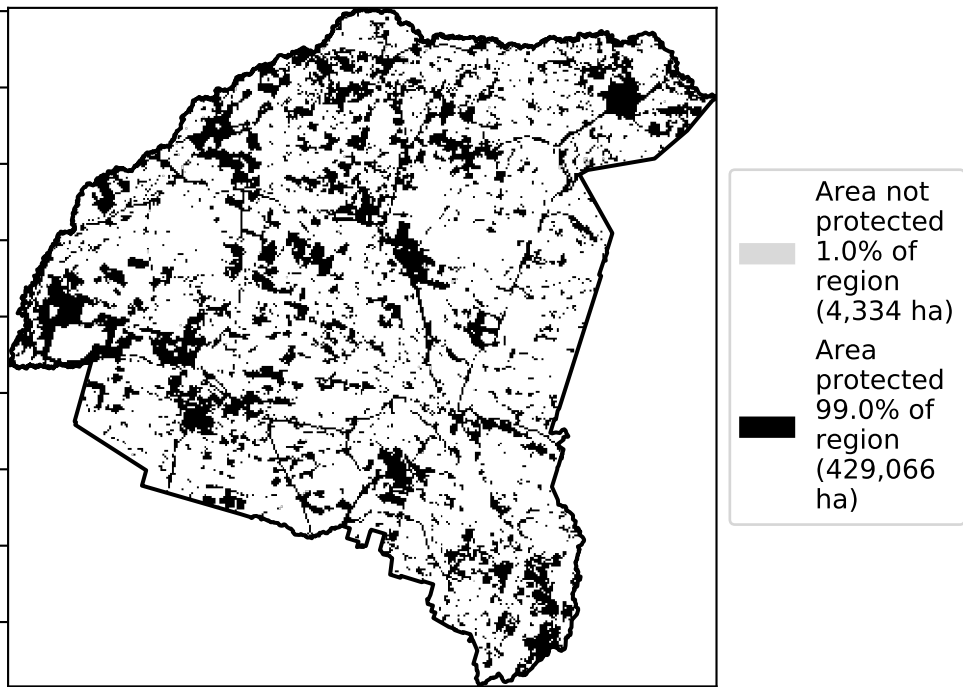 Area not
protected
1.0% of
region
(4,334 ha)
Area
protected
99.0% of
region
(429,066
ha)